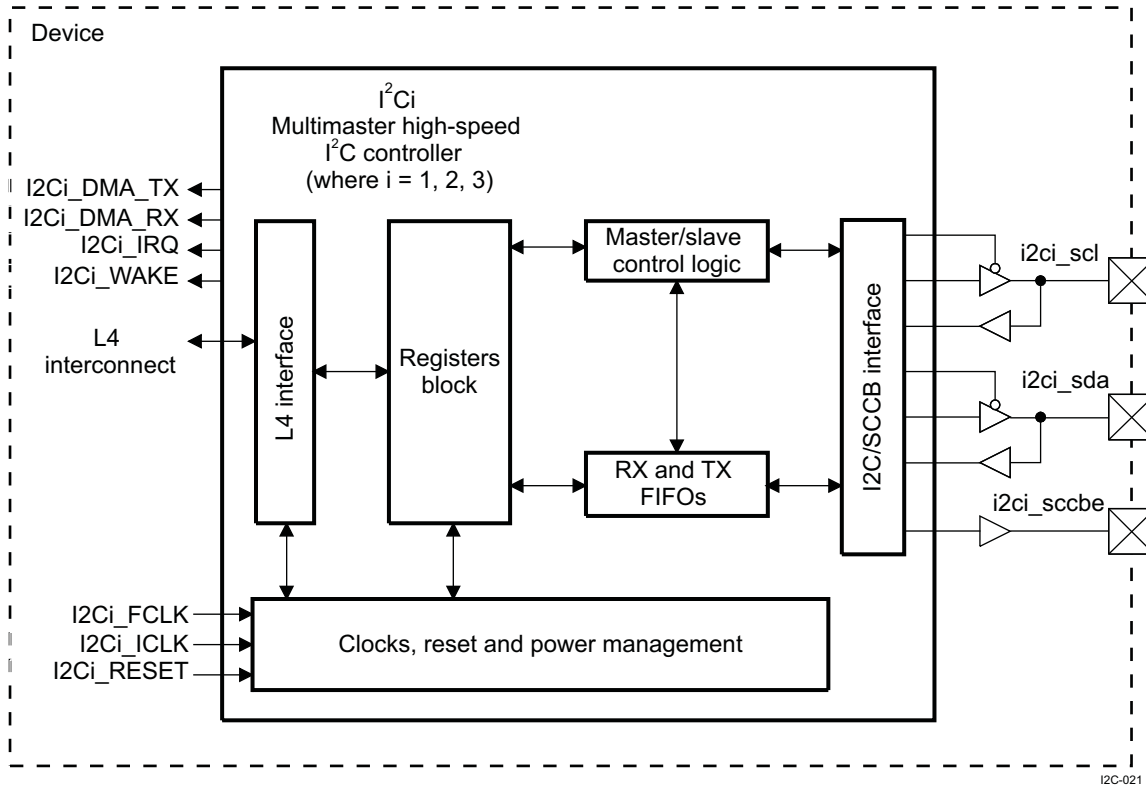 Device
I²Ci
Multimaster high-speed
I²C controller
(where i = 1, 2, 3)
I2Ci_DMA_TX
I2Ci_DMA_RX
I2Ci_IRQ
I2Ci_WAKE
L4
interconnect
L4 interface
Registers
block
Master/slave
control logic
RX and TX
FIFOs
I2C/SCCB interface
i2ci_scl
i2ci_sda
i2ci_sccbe
I2Ci_FCLK
I2Ci_ICLK
I2Ci_RESET
Clocks, reset and power management
I2C-021